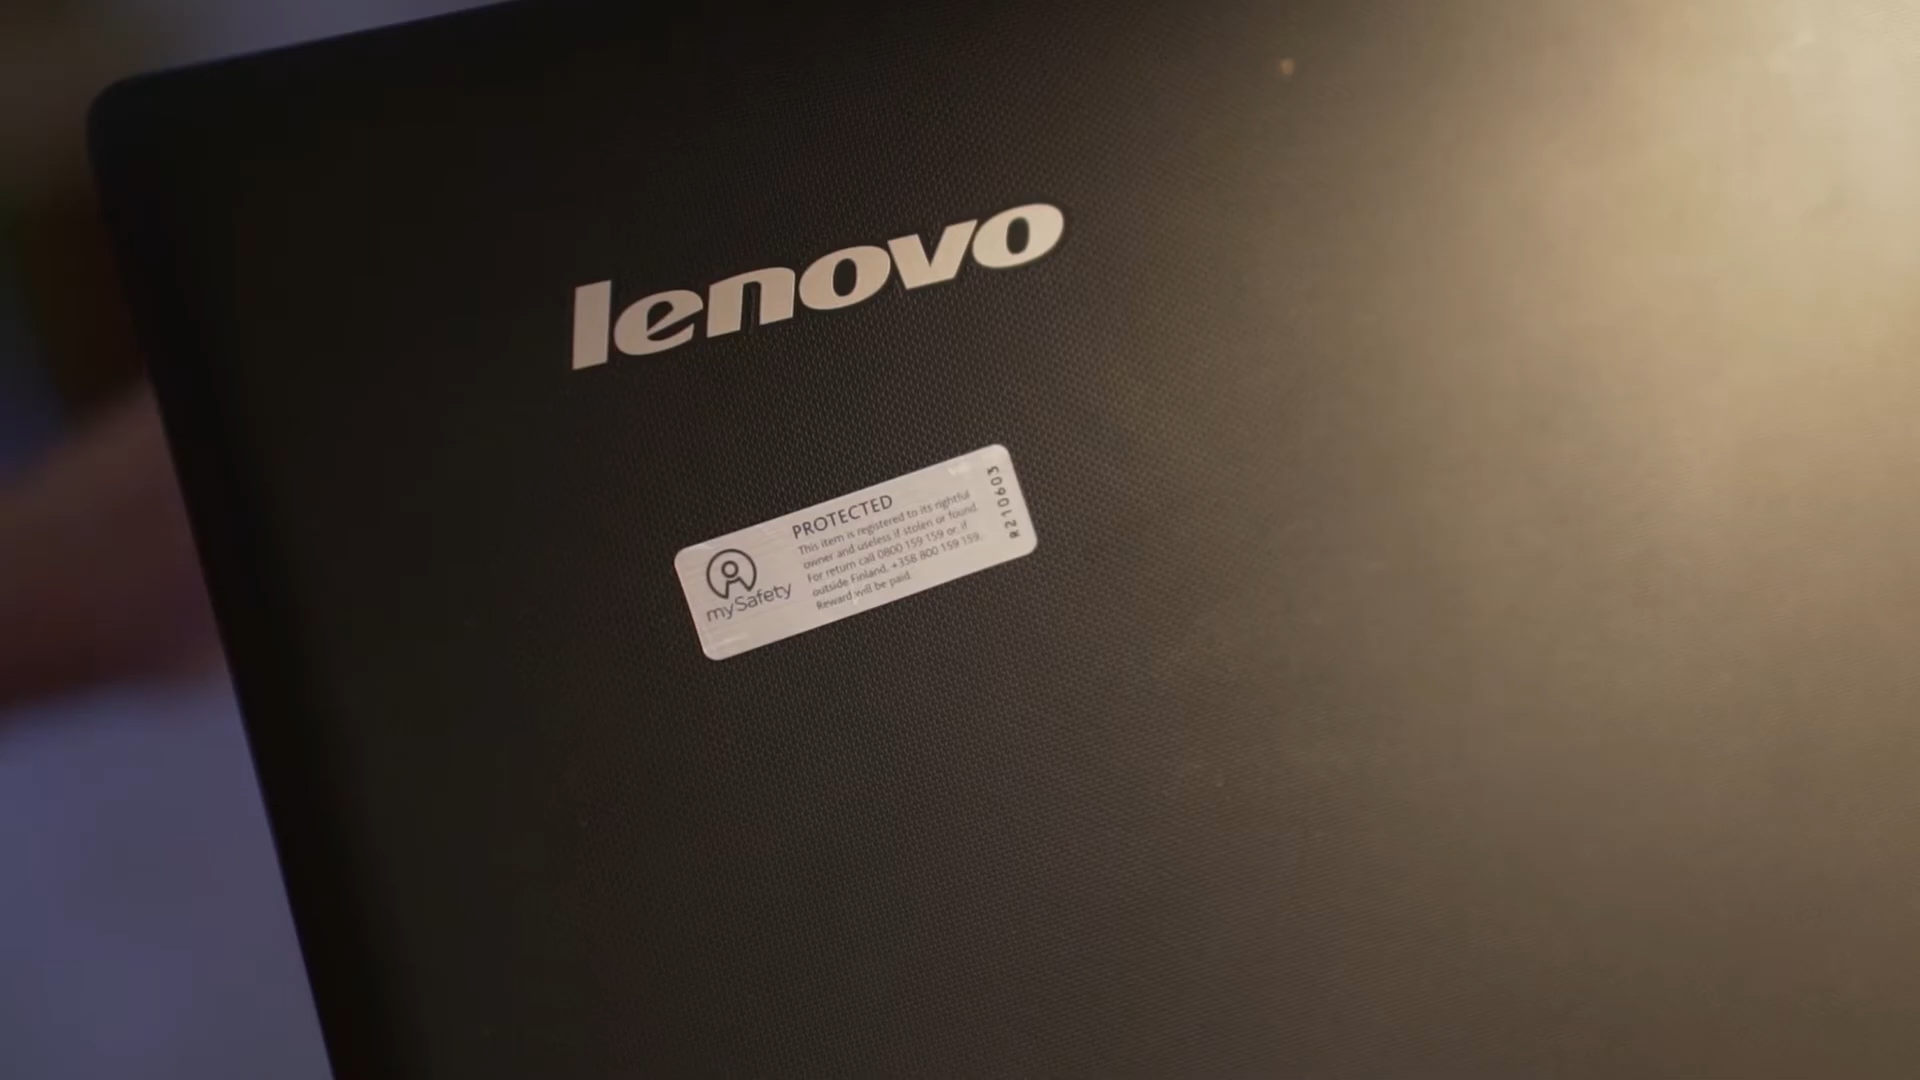 lenovo
PROTECTED
This item is registered to its rightful
owner and useless if stolen or found.
For return call 0800 159 159 or if
outside Finland, +358 800 159 159.
Reward will be paid.
mySafety
R210603